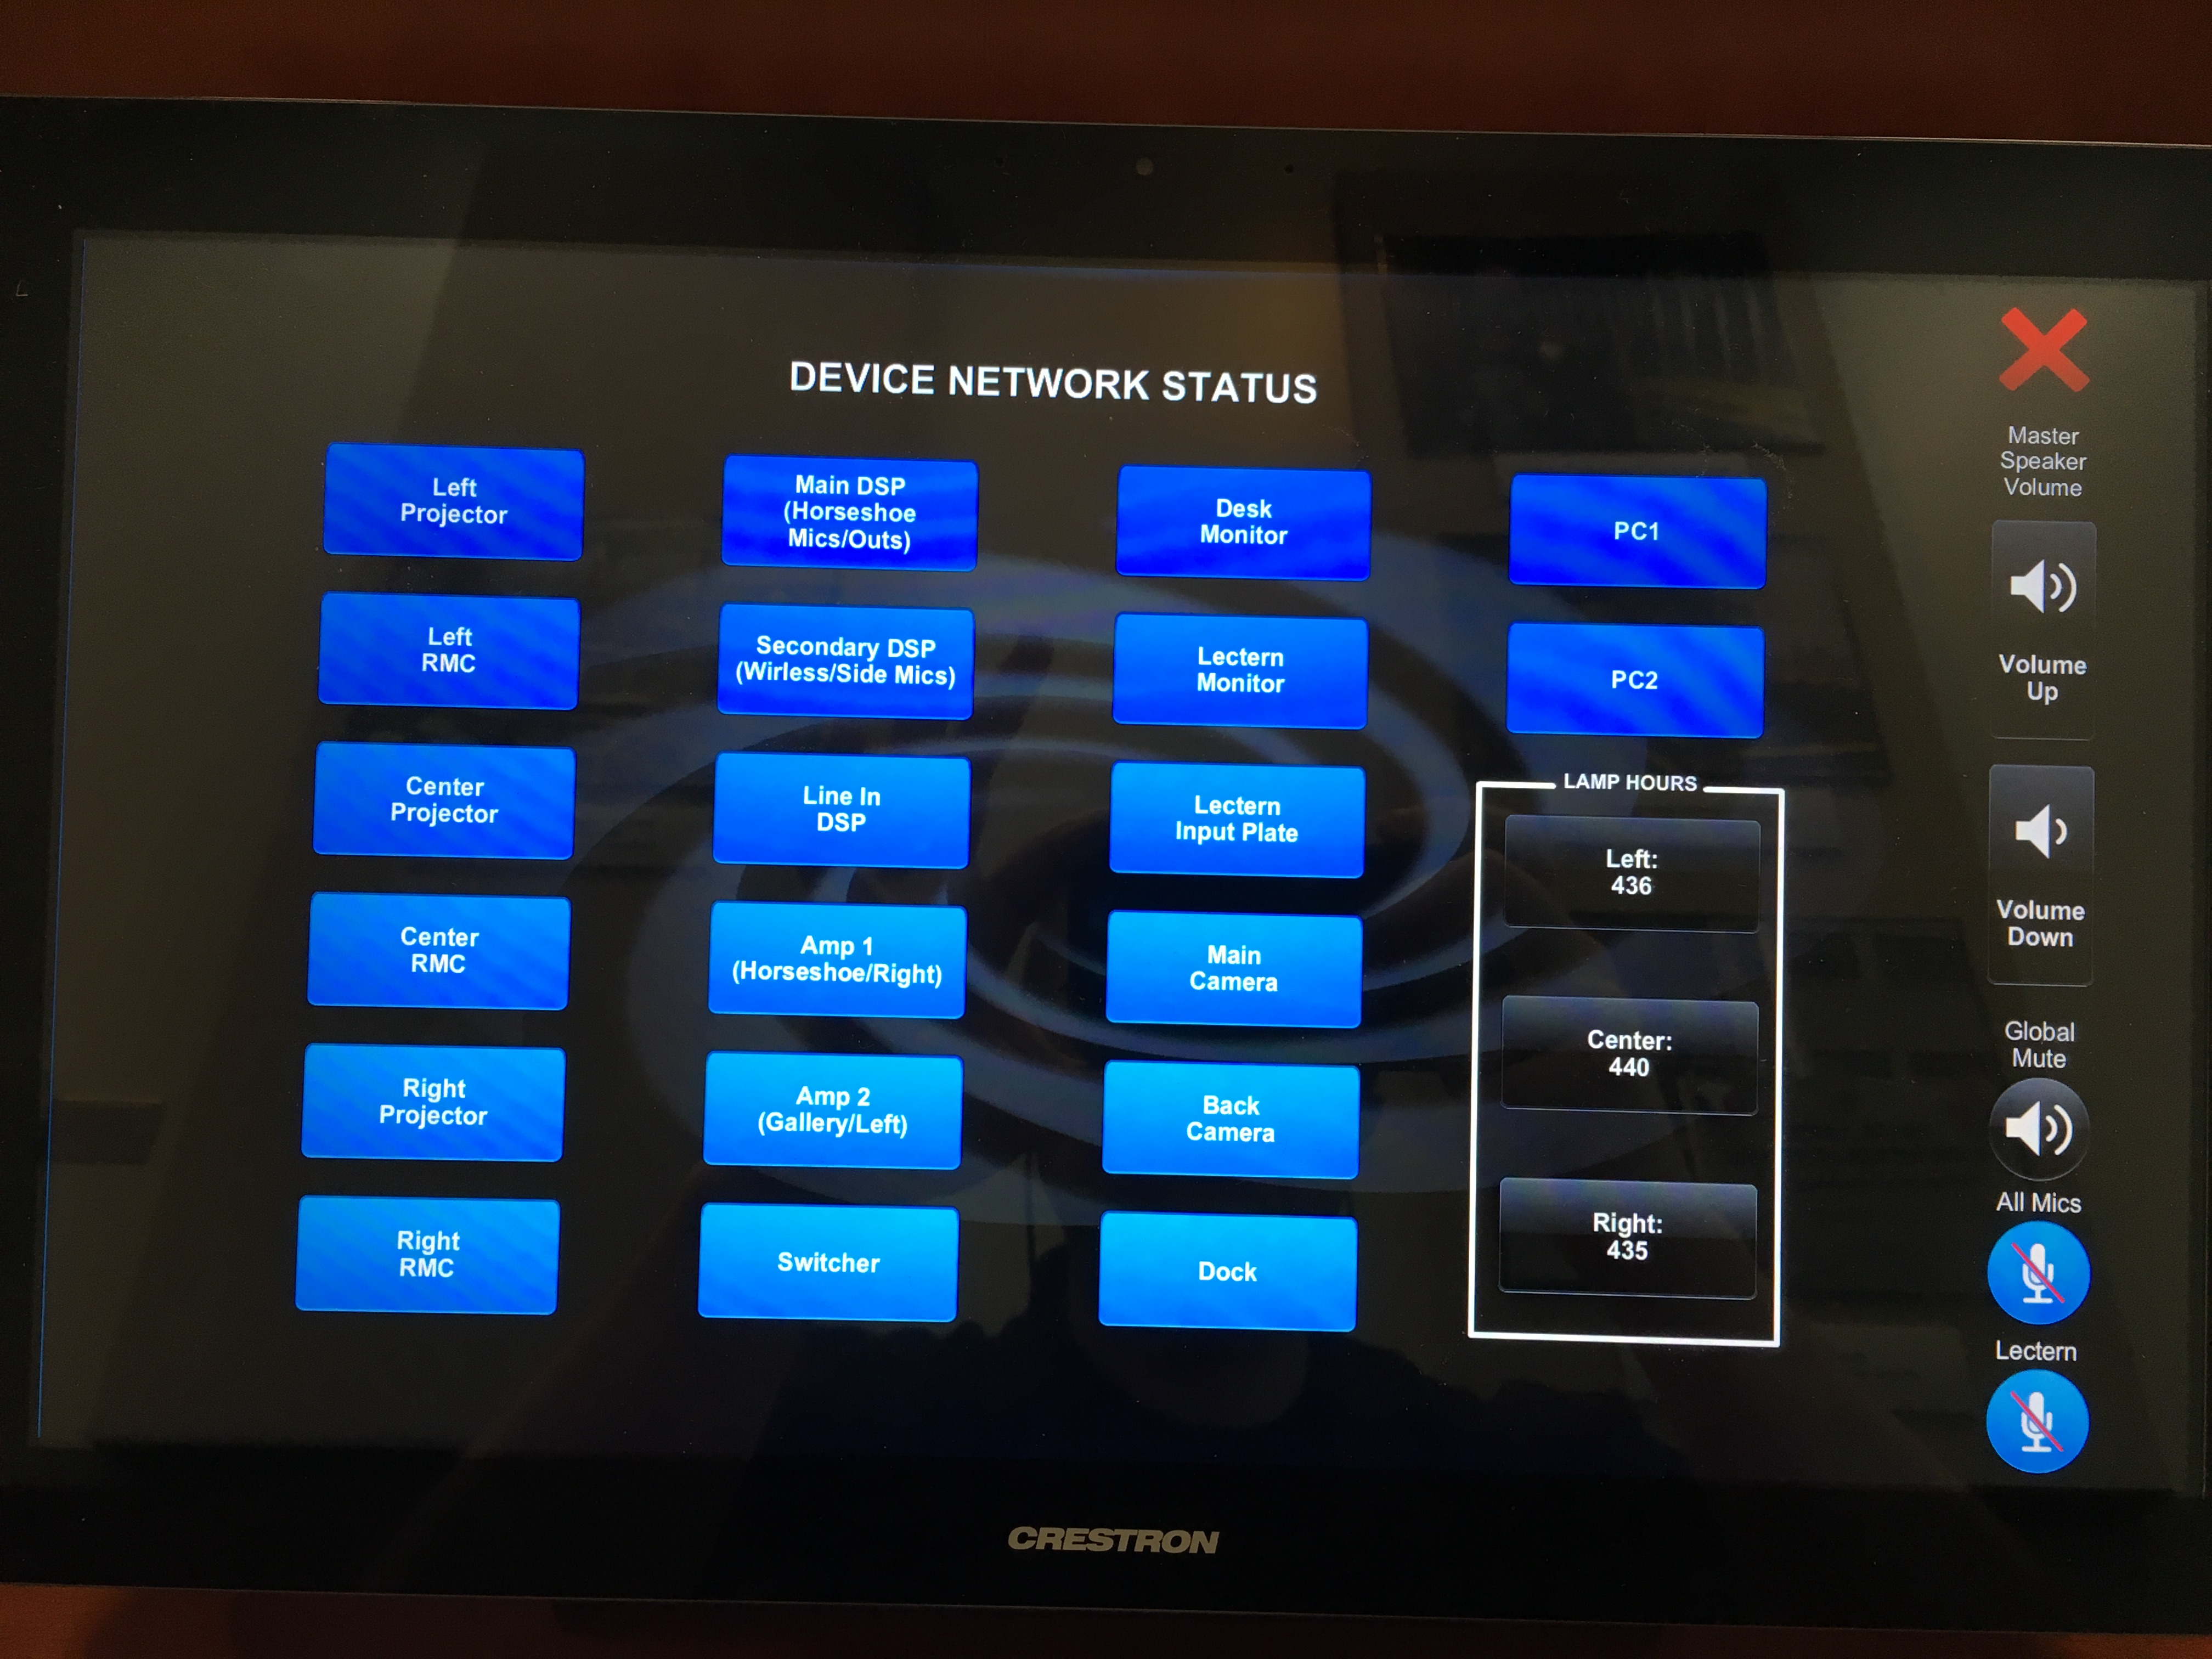 DEVICE NETWORK STATUS
Left
Projector
Left
RMC
Center
Projector
Center
RMC
Right
Projector
Right
RMC
Main DSP
(Horseshoe
Mics/Outs)
Secondary DSP
(Wirless/Side Mics)
Line In
DSP
Amp 1
(Horseshoe/Right)
Amp 2
(Gallery/Left)
Switcher
Desk
Monitor
Lectern
Monitor
Lectern
Input Plate
Main
Camera
Back
Camera
Dock
PC1
PC2
LAMP HOURS
Left:
436
Center:
440
Right:
435
Master
Speaker
Volume
Volume
Up
Volume
Down
Global
Mute
All Mics
Lectern
CRESTRON